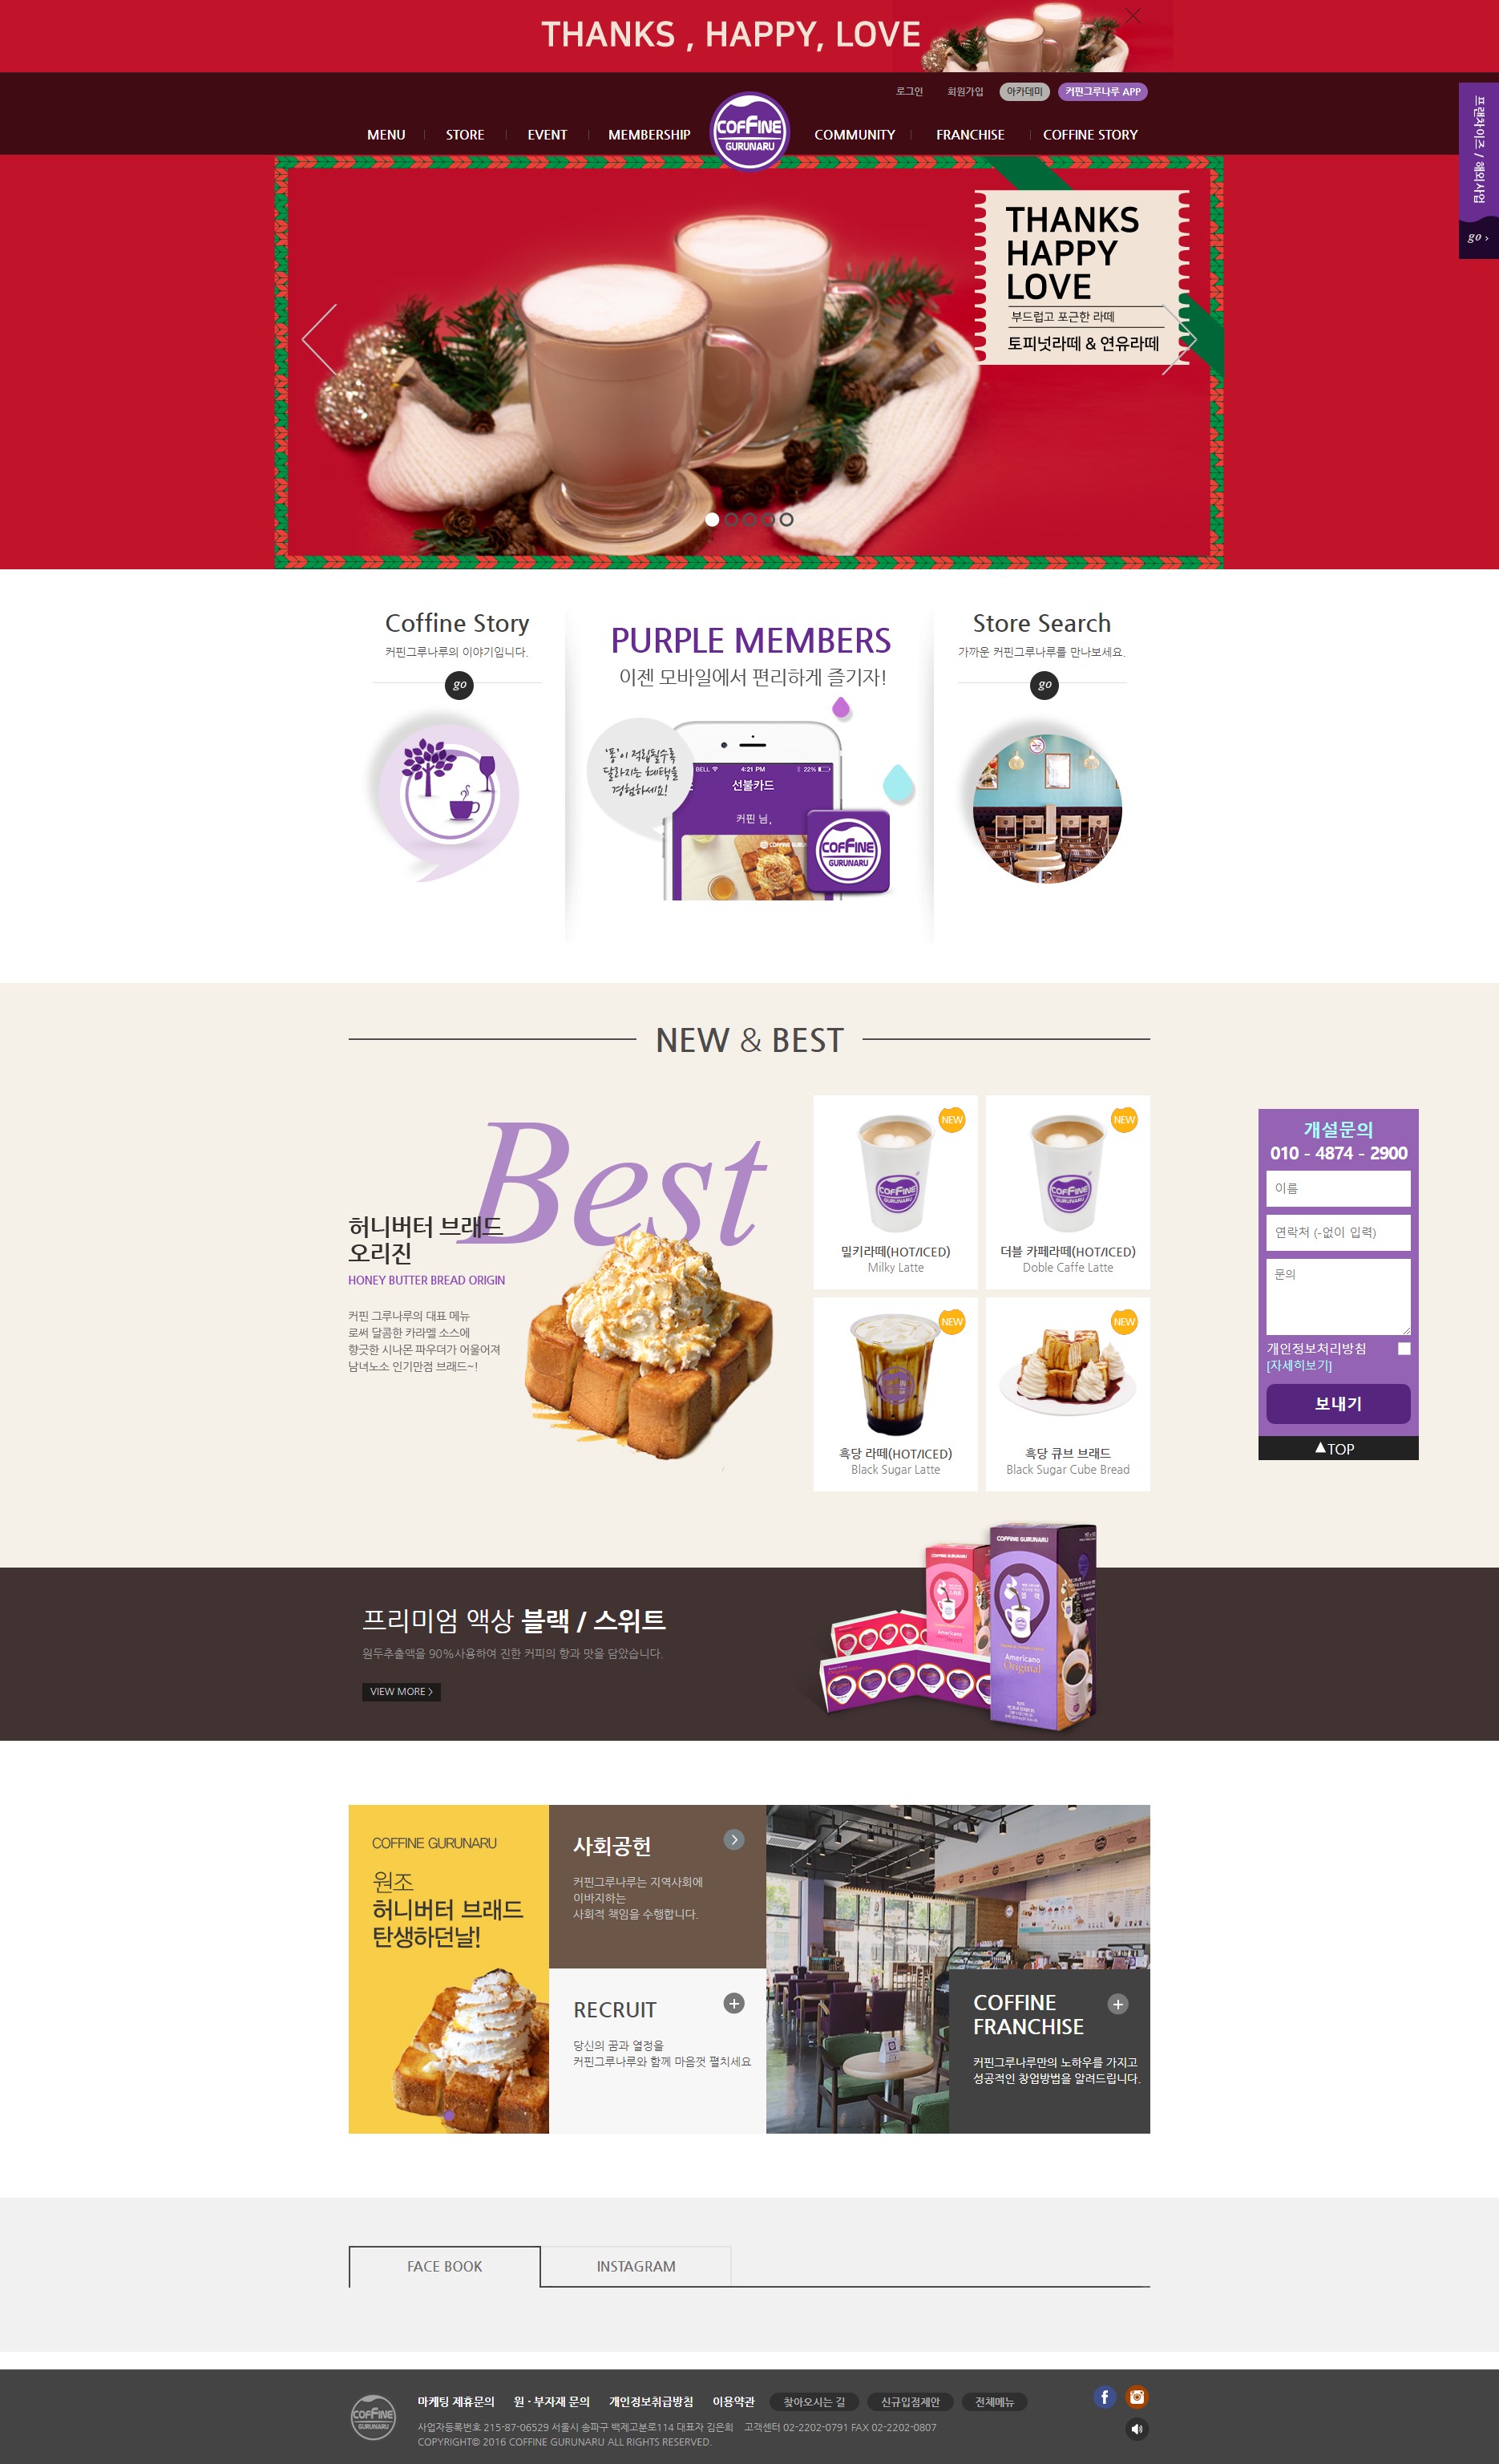 THANKS , HAPPY, LOVE
로그인 회원가입 아카데미 커핀그루나루 APP
MENU STORE EVENT MEMBERSHIP COFFINE GURUNARU COMMUNITY FRANCHISE COFFINE STORY
프랜차이즈 / 해외사업
go ›
THANKS
HAPPY
LOVE
부드럽고 포근한 라떼
토피넛라떼 & 연유라떼
Coffine Story
커핀그루나루의 이야기입니다.
go
PURPLE MEMBERS
이젠 모바일에서 편리하게 즐기자!
'퐁'이 적립될수록
달라지는 혜택을
경험하세요!
BELL 4:21 PM 22%
선불카드
커핀 님,
COFFINE GURUNARU
Store Search
가까운 커핀그루나루를 만나보세요.
go
NEW & BEST
Best
허니버터 브래드
오리진
HONEY BUTTER BREAD ORIGIN
커핀 그루나루의 대표 메뉴
로써 달콤한 카라멜 소스에
향긋한 시나몬 파우더가 어울어져
남녀노소 인기만점 브래드~!
NEW
COFFINE GURUNARU
밀키라떼(HOT/ICED)
Milky Latte
NEW
COFFINE GURUNARU
더블 카페라떼(HOT/ICED)
Doble Caffe Latte
NEW
흑당 라떼(HOT/ICED)
Black Sugar Latte
NEW
흑당 큐브 브래드
Black Sugar Cube Bread
개설문의
010 - 4874 - 2900
이름
연락처 (-없이 입력)
문의
개인정보처리방침
[자세히보기]
보내기
▲TOP
프리미엄 액상 블랙 / 스위트
원두추출액을 90%사용하여 진한 커피의 향과 맛을 담았습니다.
VIEW MORE >
COFFINE GURUNARU
Americano
Sweet
COFFINE GURUNARU
Americano
Original
COFFINE GURUNARU
원조
허니버터 브래드
탄생하던날!
사회공헌
커핀그루나루는 지역사회에
이바지하는
사회적 책임을 수행합니다.
RECRUIT
당신의 꿈과 열정을
커핀그루나루와 함께 마음껏 펼치세요
COFFINE
FRANCHISE
커핀그루나루만의 노하우를 가지고
성공적인 창업방법을 알려드립니다.
FACE BOOK INSTAGRAM
COFFINE GURUNARU
마케팅 제휴문의 원 · 부자재 문의 개인정보취급방침 이용약관 찾아오시는 길 신규입점제안 전체메뉴
사업자등록번호 215-87-06529 서울시 송파구 백제고분로114 대표자 김은희 고객센터 02-2202-0791 FAX 02-2202-0807
COPYRIGHT© 2016 COFFINE GURUNARU ALL RIGHTS RESERVED.